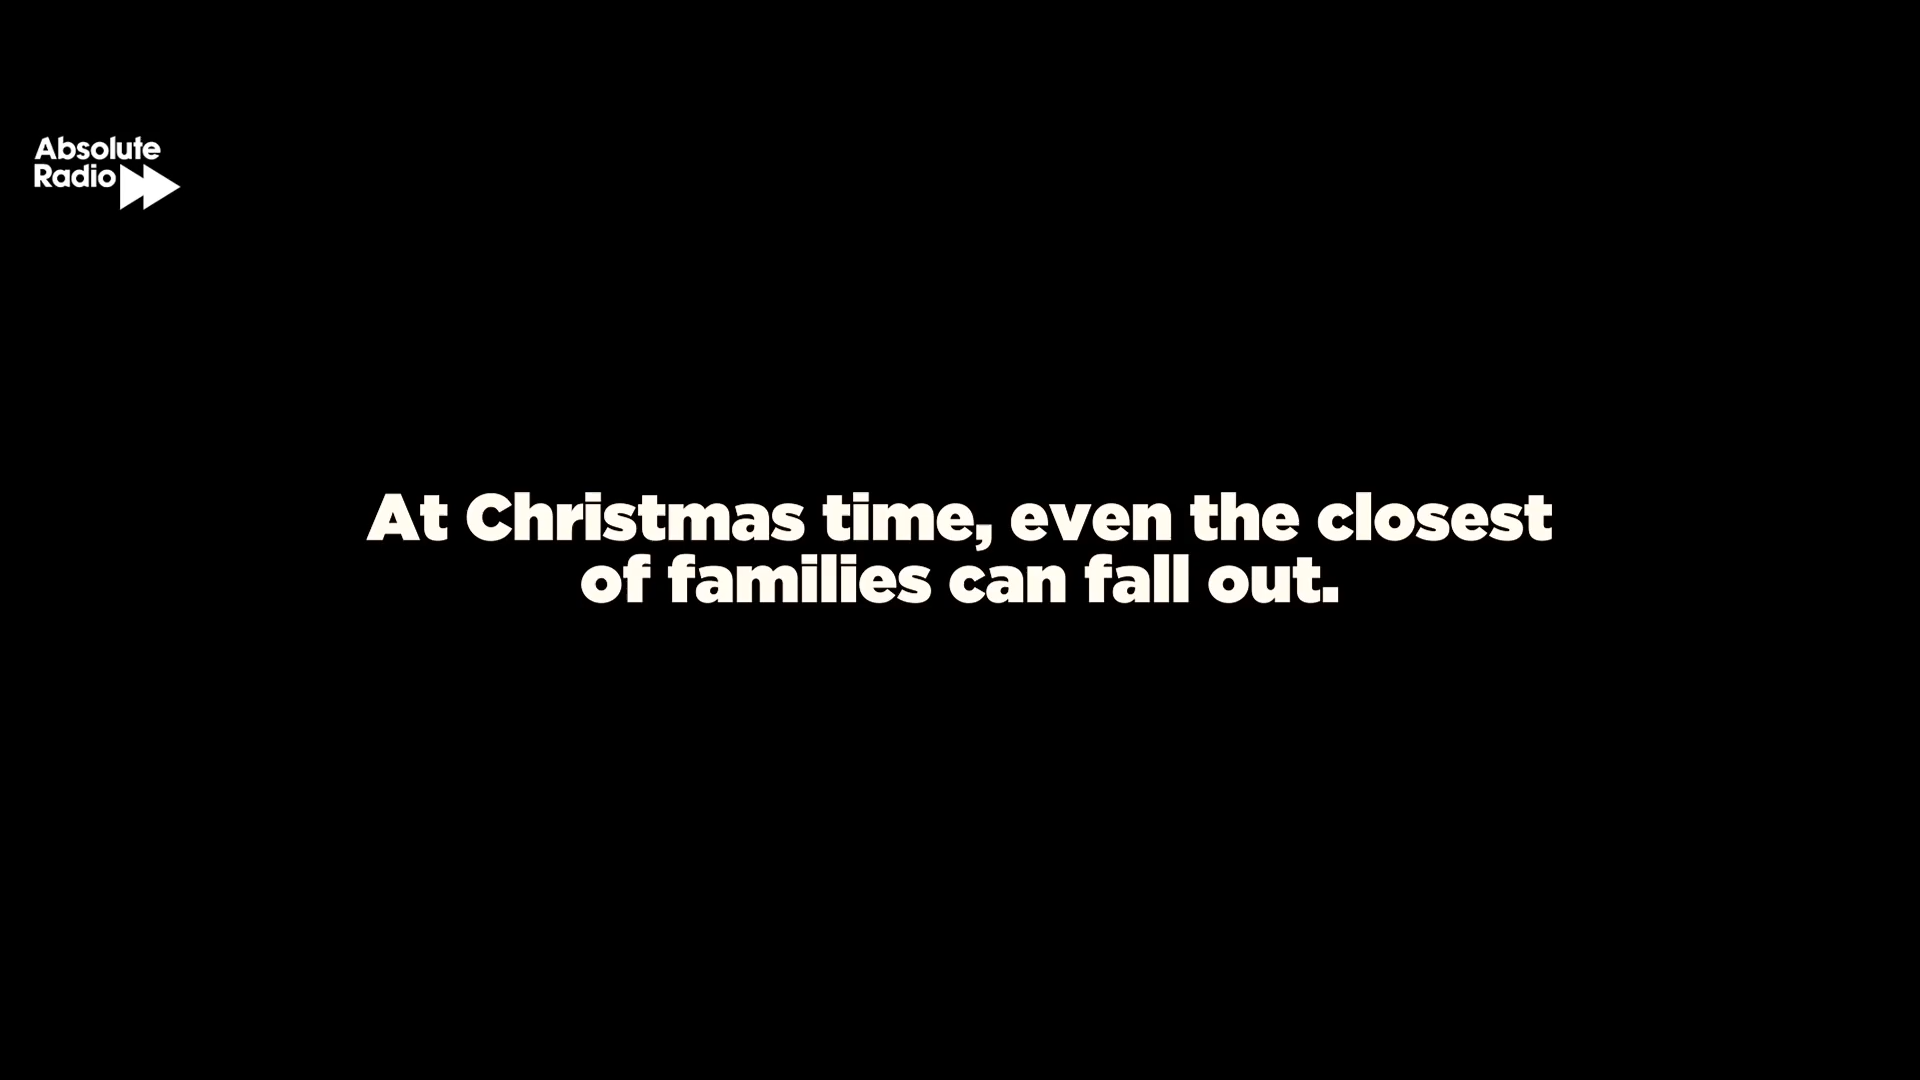 Absolute
Radio
At Christmas time, even the closest
of families can fall out.